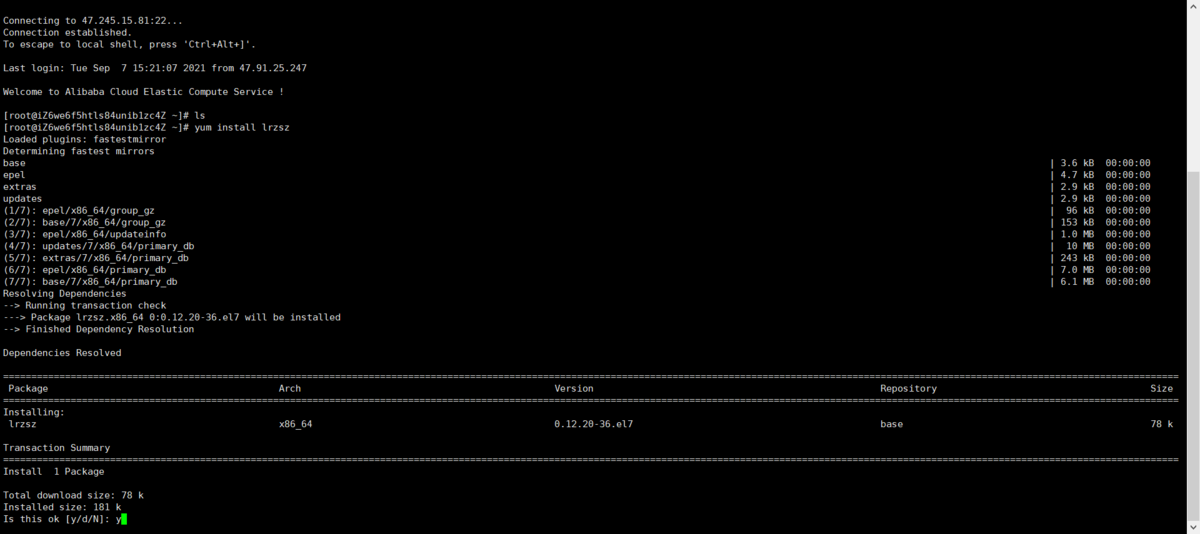 Connecting to 47.245.15.81:22...
Connection established.
To escape to local shell, press 'Ctrl+Alt+]'.
Last login: Tue Sep  7 15:21:07 2021 from 47.91.25.247
Welcome to Alibaba Cloud Elastic Compute Service !
[root@iZ6we6f5htls84unib1zc4Z ~]# ls
[root@iZ6we6f5htls84unib1zc4Z ~]# yum install lrzsz
Loaded plugins: fastestmirror
Determining fastest mirrors
base | 3.6 kB  00:00:00
epel | 4.7 kB  00:00:00
extras | 2.9 kB  00:00:00
updates | 2.9 kB  00:00:00
(1/7): epel/x86_64/group_gz |  96 kB  00:00:00
(2/7): base/7/x86_64/group_gz | 153 kB  00:00:00
(3/7): epel/x86_64/updateinfo | 1.0 MB  00:00:00
(4/7): updates/7/x86_64/primary_db |  10 MB  00:00:00
(5/7): extras/7/x86_64/primary_db | 243 kB  00:00:00
(6/7): epel/x86_64/primary_db | 7.0 MB  00:00:00
(7/7): base/7/x86_64/primary_db | 6.1 MB  00:00:00
Resolving Dependencies
--> Running transaction check
---> Package lrzsz.x86_64 0:0.12.20-36.el7 will be installed
--> Finished Dependency Resolution
Dependencies Resolved
Package Arch Version Repository Size
Installing:
lrzsz x86_64 0.12.20-36.el7 base 78 k
Transaction Summary
Install  1 Package
Total download size: 78 k
Installed size: 181 k
Is this ok [y/d/N]: y